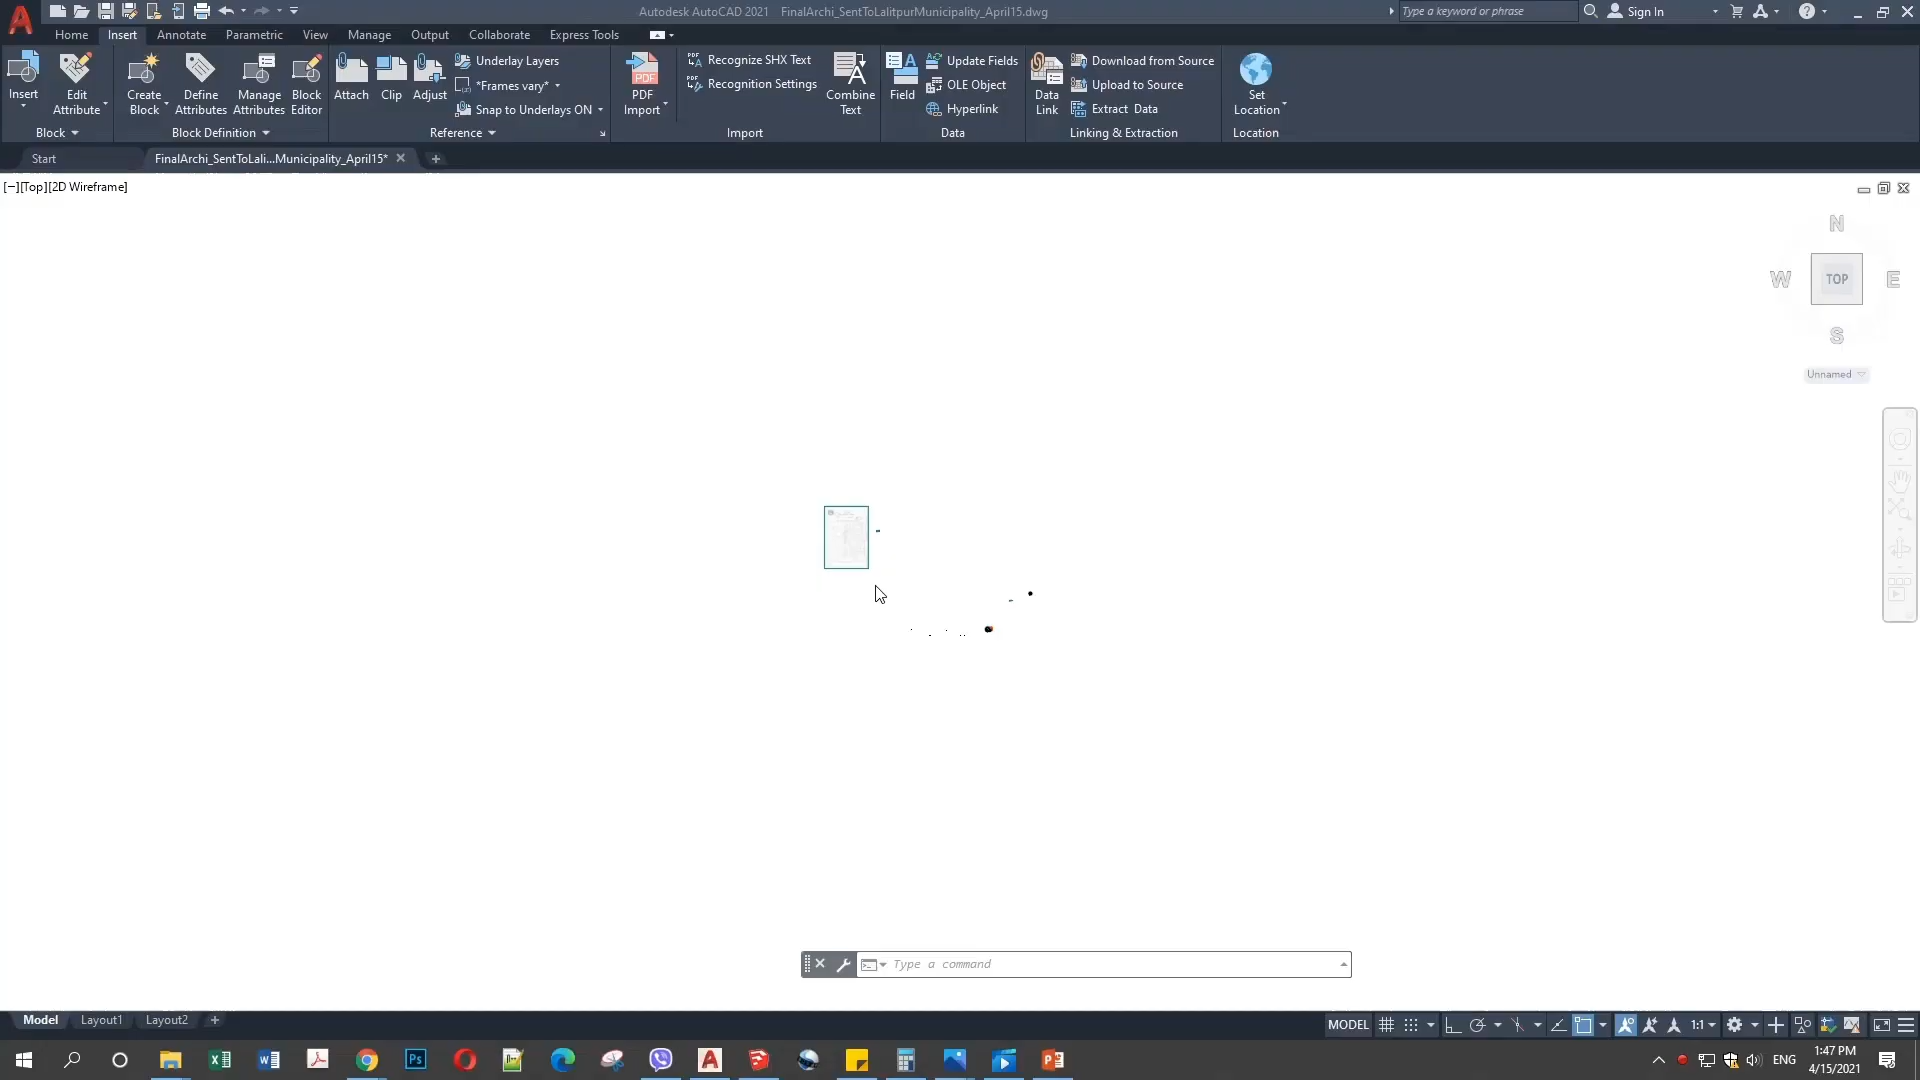 Autodesk AutoCAD 2021 FinalArchi_SentToLalitpurMunicipality_April15.dwg
Type a keyword or phrase
Sign In
Home Insert Annotate Parametric View Manage Output Collaborate Express Tools
Insert
Edit Attribute
Create Block
Define Attributes
Manage Attributes
Block Editor
Attach
Clip
Adjust
Underlay Layers
*Frames vary*
Snap to Underlays ON
PDF
PDF Import
Recognize SHX Text
Recognition Settings
Combine Text
Field
Update Fields
OLE Object
Hyperlink
Data Link
Download from Source
Upload to Source
Extract Data
Set Location
Block Block Definition Reference Import Data Linking & Extraction Location
Start FinalArchi_SentToLali...Municipality_April15*
[−][Top][2D Wireframe]
N
W TOP E
S
Unnamed
Type a command
Model Layout1 Layout2
MODEL 1:1
ENG
1:47 PM
4/15/2021